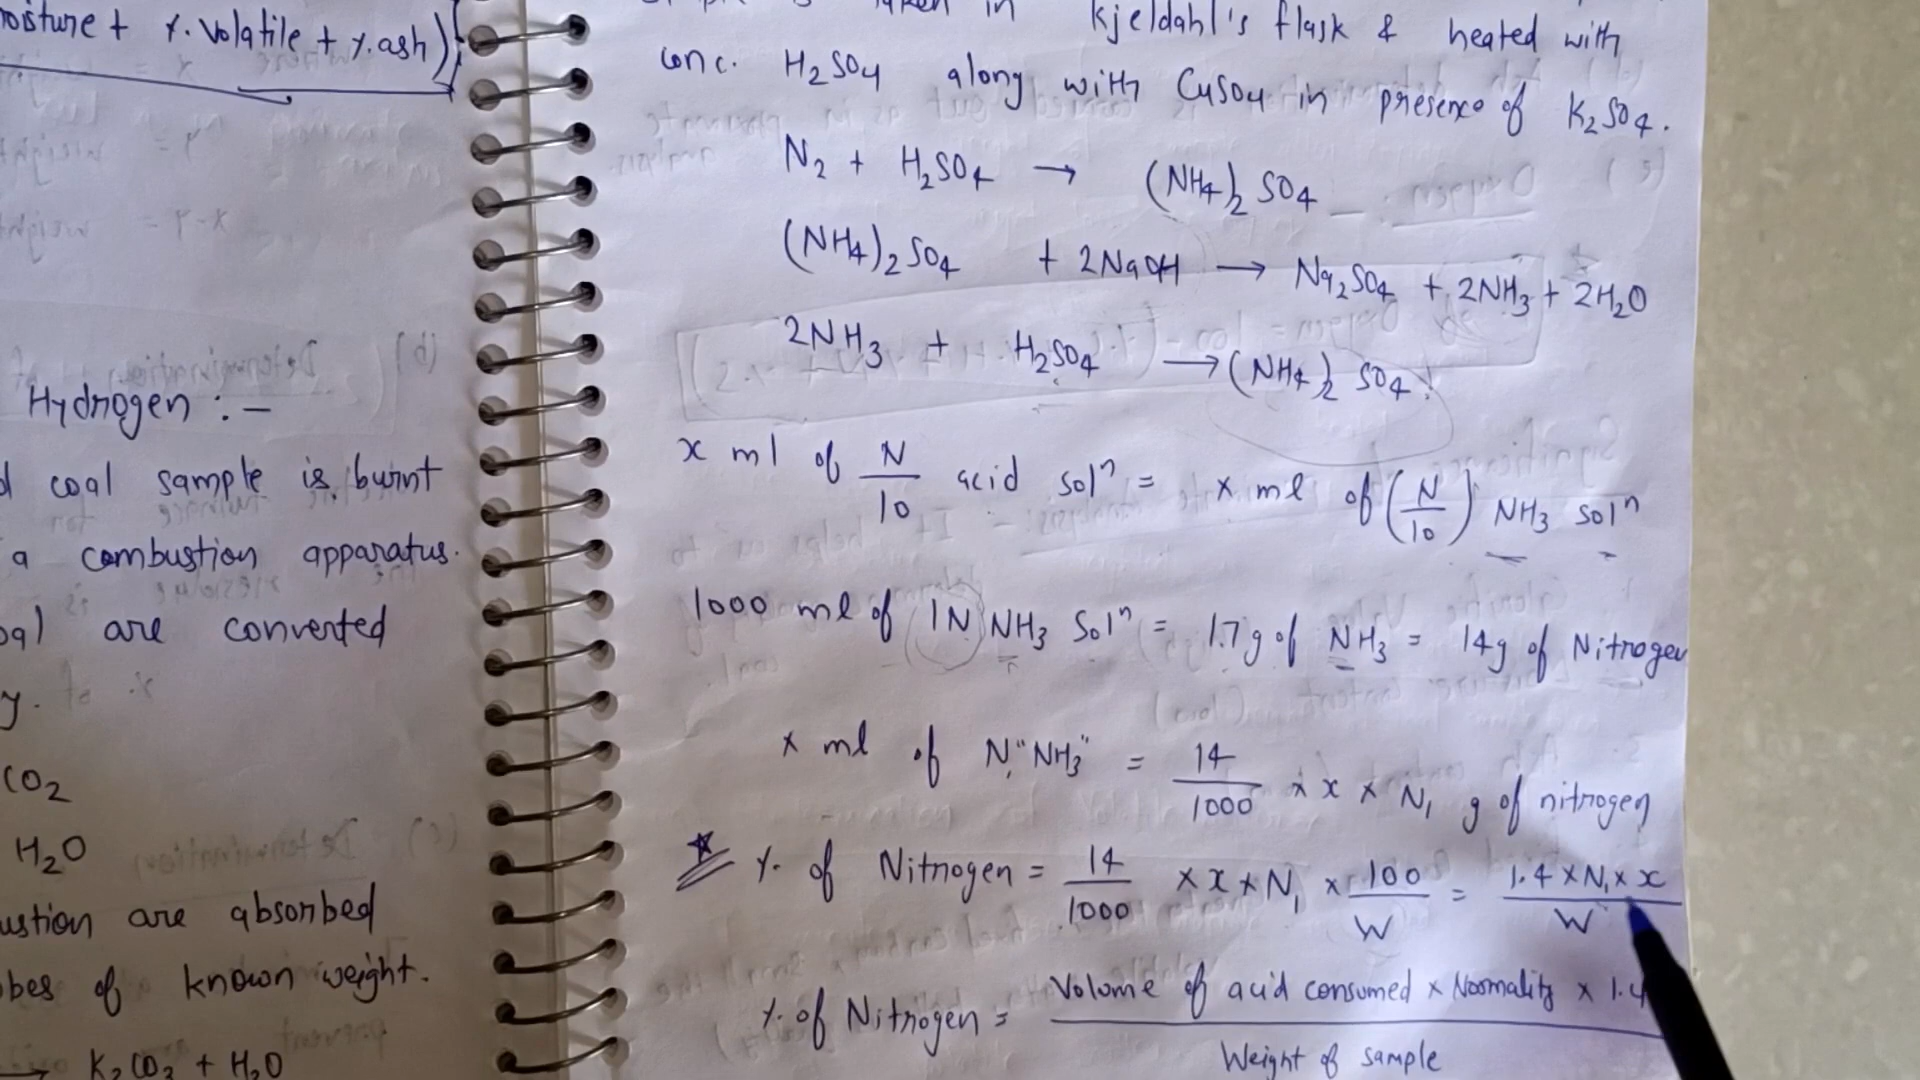 moisture + %. Volatile + %. ash)}
Hydrogen : -
coal sample is burnt
a combustion apparatus.
are converted
y.
CO2
H2O
are absorbed
of known weight.
→ K2CO3 + H2O
taken in Kjeldahl's flask & heated with
conc. H2SO4 along with CuSO4 in presence of K2SO4.
N2 + H2SO4 → (NH4)2 SO4
(NH4)2 SO4 + 2NaOH → Na2SO4 + 2NH3 + 2H2O
2NH3 + H2SO4 → (NH4)2 SO4
x ml of N/10 acid solⁿ = x ml of (N/10) NH3 solⁿ
1000 ml of 1N NH3 Solⁿ = 1.7g of NH3 = 14g of Nitrogen
x ml of N1 "NH3" = 14/1000 × x × N1 g of nitrogen
%. of Nitrogen = 14/1000 × x × N1 × 100/W = 1.4 × N1 × x/W
%. of Nitrogen = Volume of acid consumed × Normality × 1.4
Weight of sample